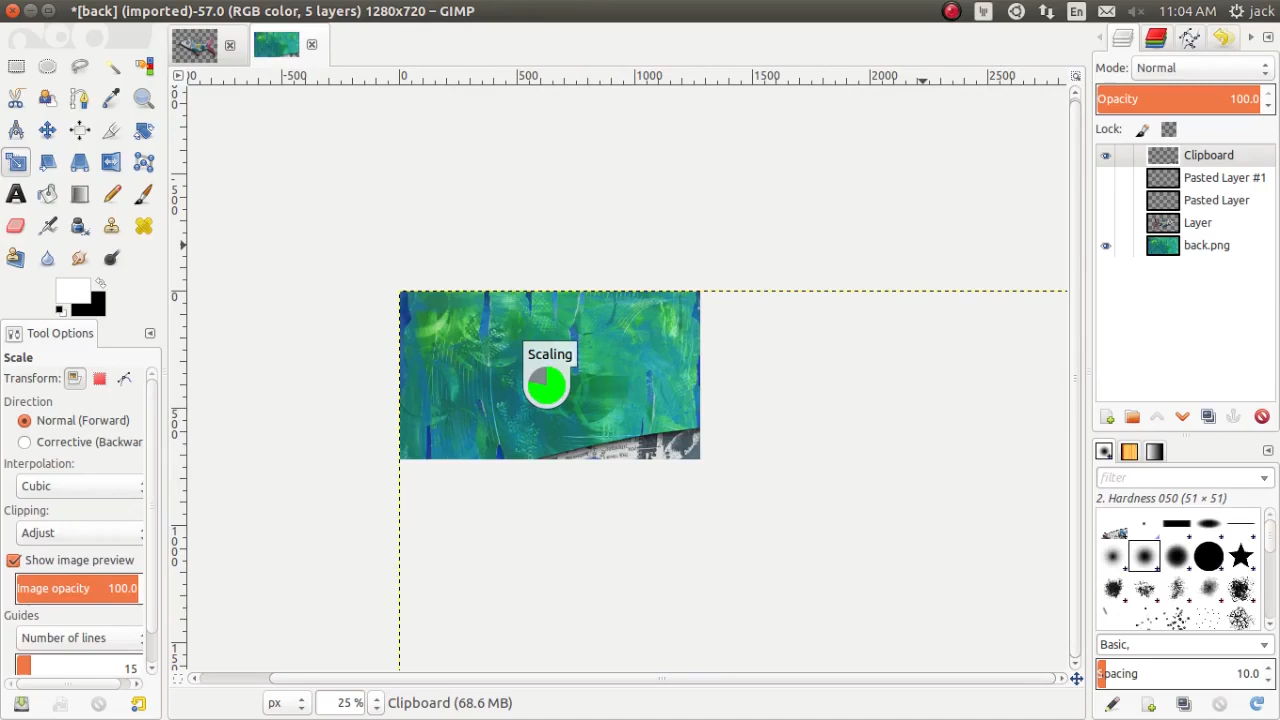 *[back] (imported)-57.0 (RGB color, 5 layers) 1280x720 – GIMP
En
11:04 AM
jack
-500
0
500
1000
1500
2000
2500
Mode: Normal
Opacity 100.0
Lock:
Clipboard
Pasted Layer #1
Pasted Layer
Layer
back.png
Scaling
Tool Options
Scale
Transform:
Direction
Normal (Forward)
Corrective (Backwar
Interpolation:
Cubic
Clipping:
Adjust
Show image preview
Image opacity 100.0
Guides
Number of lines
15
filter
2. Hardness 050 (51 × 51)
Basic,
Spacing 10.0
px
25 %
Clipboard (68.6 MB)